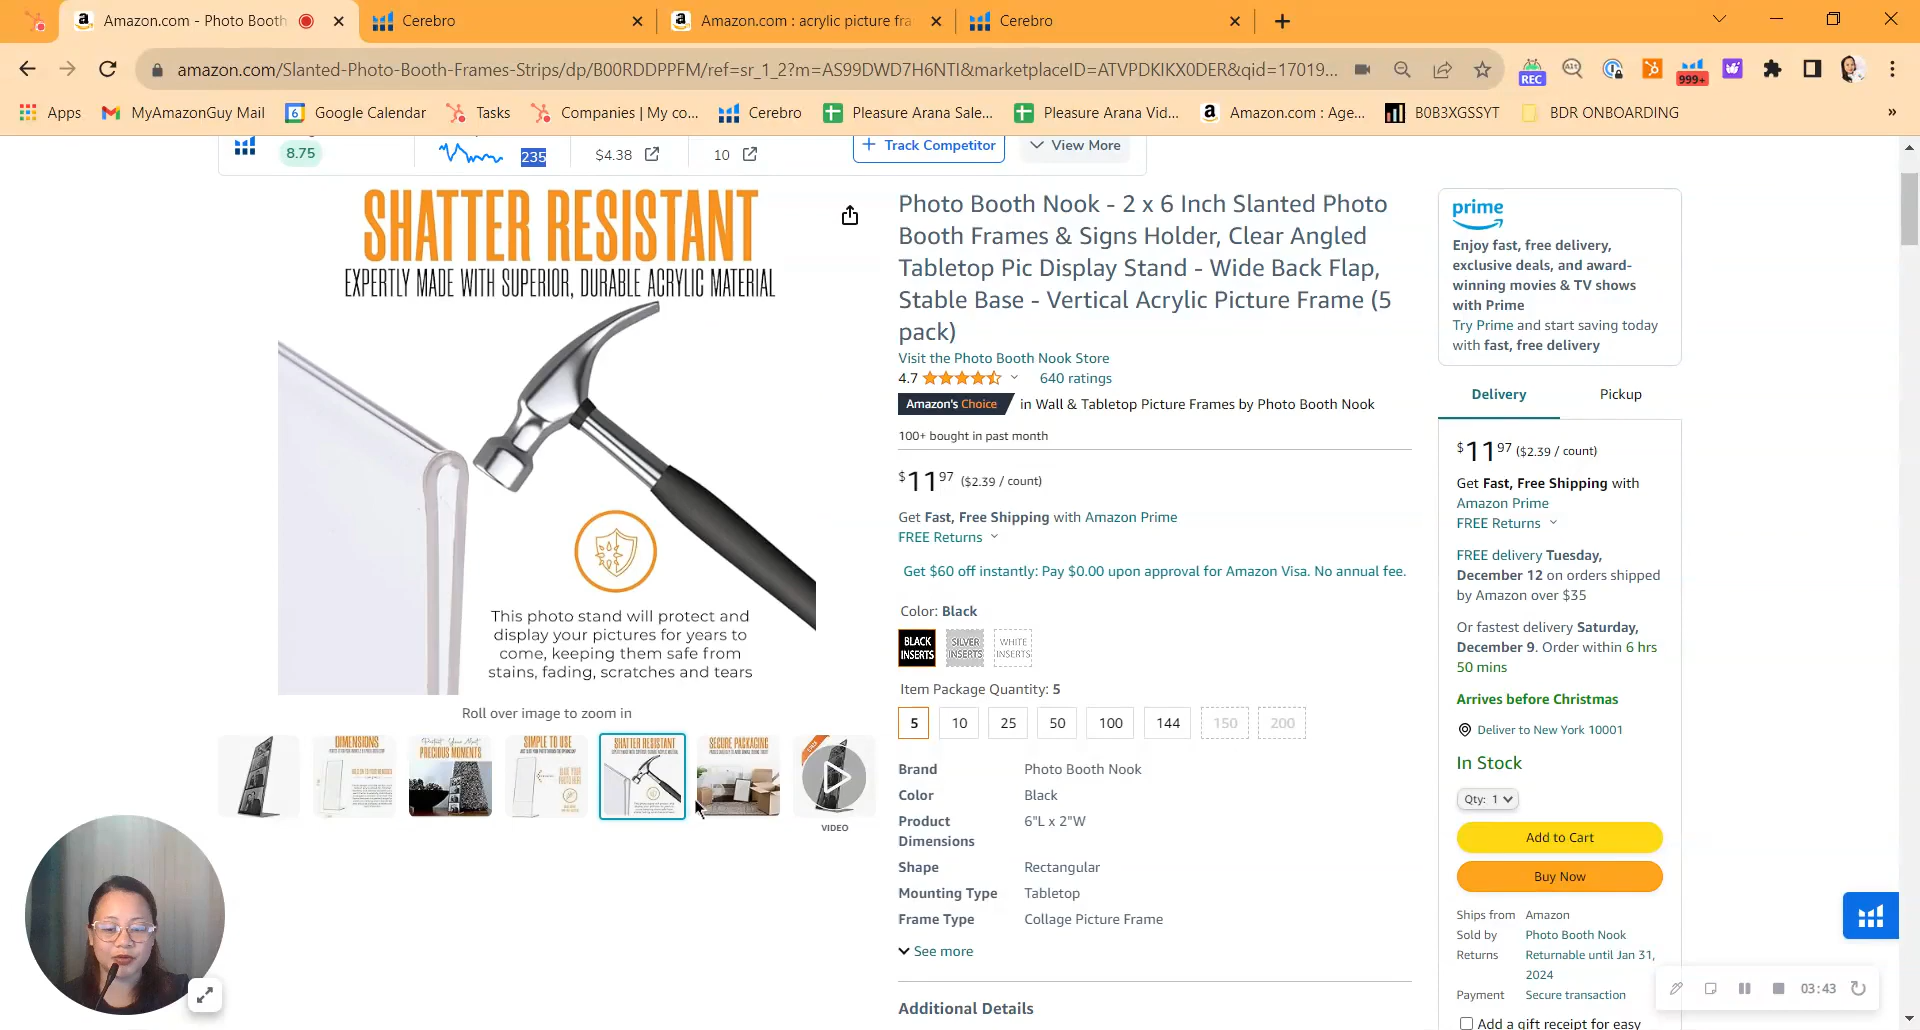 Amazon.com - Photo Booth
Cerebro
Amazon.com : acrylic picture fra
Cerebro
amazon.com/Slanted-Photo-Booth-Frames-Strips/dp/B00RDDPPFM/ref=sr_1_2?m=AS99DWD7H6NTI&marketplaceID=ATVPDKIKX0DER&qid=17019...
REC
999+
Apps
MyAmazonGuy Mail
Google Calendar
Tasks
Companies | My co...
Cerebro
Pleasure Arana Sale...
Pleasure Arana Vid...
Amazon.com : Age...
B0B3XGSSYT
BDR ONBOARDING
»
8.75
235
$4.38
10
+ Track Competitor
View More
SHATTER RESISTANT
EXPERTLY MADE WITH SUPERIOR, DURABLE ACRYLIC MATERIAL
This photo stand will protect and
display your pictures for years to
come, keeping them safe from
stains, fading, scratches and tears
Roll over image to zoom in
DIMENSIONS
PRECIOUS MOMENTS
SIMPLE TO USE
SHATTER RESISTANT
SECURE PACKAGING
VIDEO
Photo Booth Nook - 2 x 6 Inch Slanted Photo
Booth Frames & Signs Holder, Clear Angled
Tabletop Pic Display Stand - Wide Back Flap,
Stable Base - Vertical Acrylic Picture Frame (5
pack)
Visit the Photo Booth Nook Store
4.7
640 ratings
Amazon's Choice in Wall & Tabletop Picture Frames by Photo Booth Nook
100+ bought in past month
$11.97 ($2.39 / count)
Get Fast, Free Shipping with Amazon Prime
FREE Returns
Get $60 off instantly: Pay $0.00 upon approval for Amazon Visa. No annual fee.
Color: Black
BLACK INSERTS
SILVER INSERTS
WHITE INSERTS
Item Package Quantity: 5
5 10 25 50 100 144 150 200
Brand Photo Booth Nook
Color Black
Product Dimensions 6"L x 2"W
Shape Rectangular
Mounting Type Tabletop
Frame Type Collage Picture Frame
See more
Additional Details
prime
Enjoy fast, free delivery,
exclusive deals, and award-
winning movies & TV shows
with Prime
Try Prime and start saving today
with fast, free delivery
Delivery
Pickup
$11.97 ($2.39 / count)
Get Fast, Free Shipping with
Amazon Prime
FREE Returns
FREE delivery Tuesday,
December 12 on orders shipped
by Amazon over $35
Or fastest delivery Saturday,
December 9. Order within 6 hrs
50 mins
Arrives before Christmas
Deliver to New York 10001
In Stock
Qty: 1
Add to Cart
Buy Now
Ships from Amazon
Sold by Photo Booth Nook
Returns Returnable until Jan 31,
2024
Payment Secure transaction
Add a gift receipt for easy
03:43